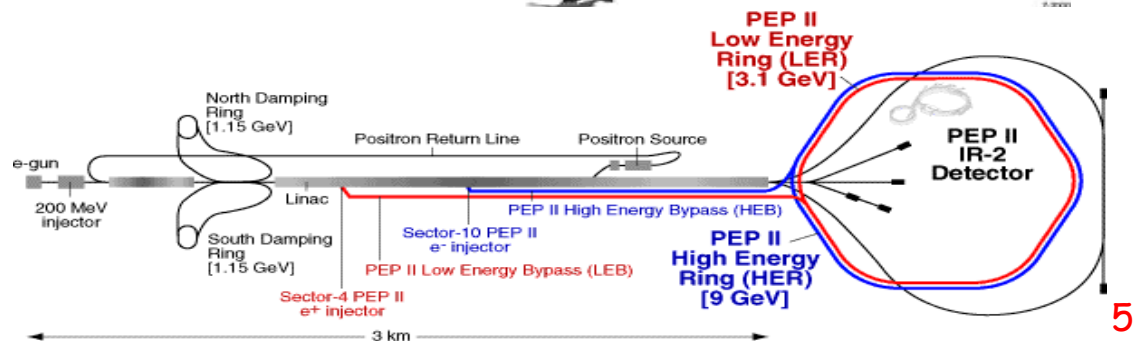 PEP II
Low Energy
Ring (LER)
[3.1 GeV]
North Damping
Ring
[1.15 GeV]
Positron Return Line
Positron Source
e-gun
PEP II
IR-2
Detector
200 MeV
injector
Linac
PEP II High Energy Bypass (HEB)
South Damping
Ring
[1.15 GeV]
Sector-10 PEP II
e- injector
PEP II Low Energy Bypass (LEB)
PEP II
High Energy
Ring (HER)
[9 GeV]
Sector-4 PEP II
e+ injector
3 km
5